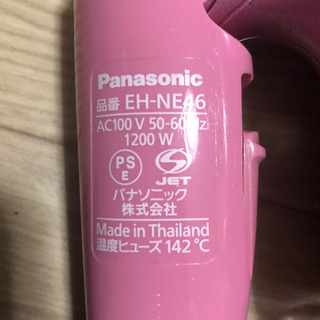 Panasonic
品番 EH-NE46
AC100 V 50-60Hz
1200 W
PS
E
JET
パナソニック
株式会社
Made in Thailand
温度ヒューズ 142 ℃